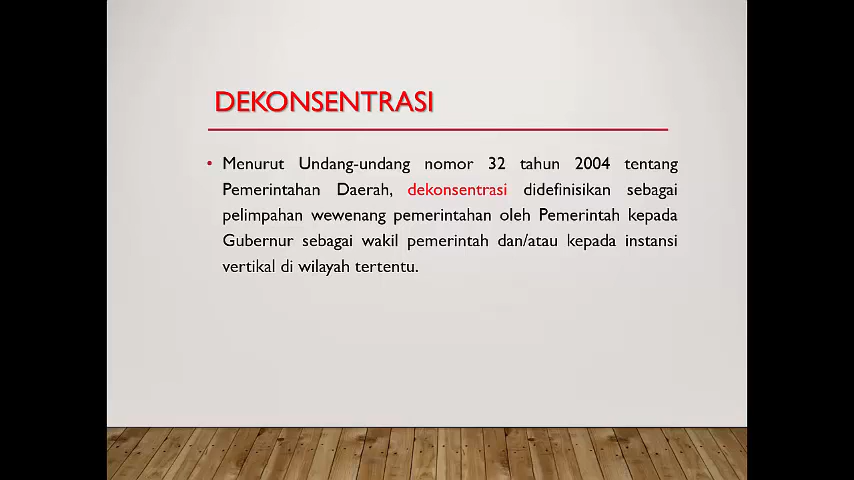 DEKONSENTRASI
• Menurut Undang-undang nomor 32 tahun 2004 tentang
Pemerintahan Daerah, dekonsentrasi didefinisikan sebagai
pelimpahan wewenang pemerintahan oleh Pemerintah kepada
Gubernur sebagai wakil pemerintah dan/atau kepada instansi
vertikal di wilayah tertentu.